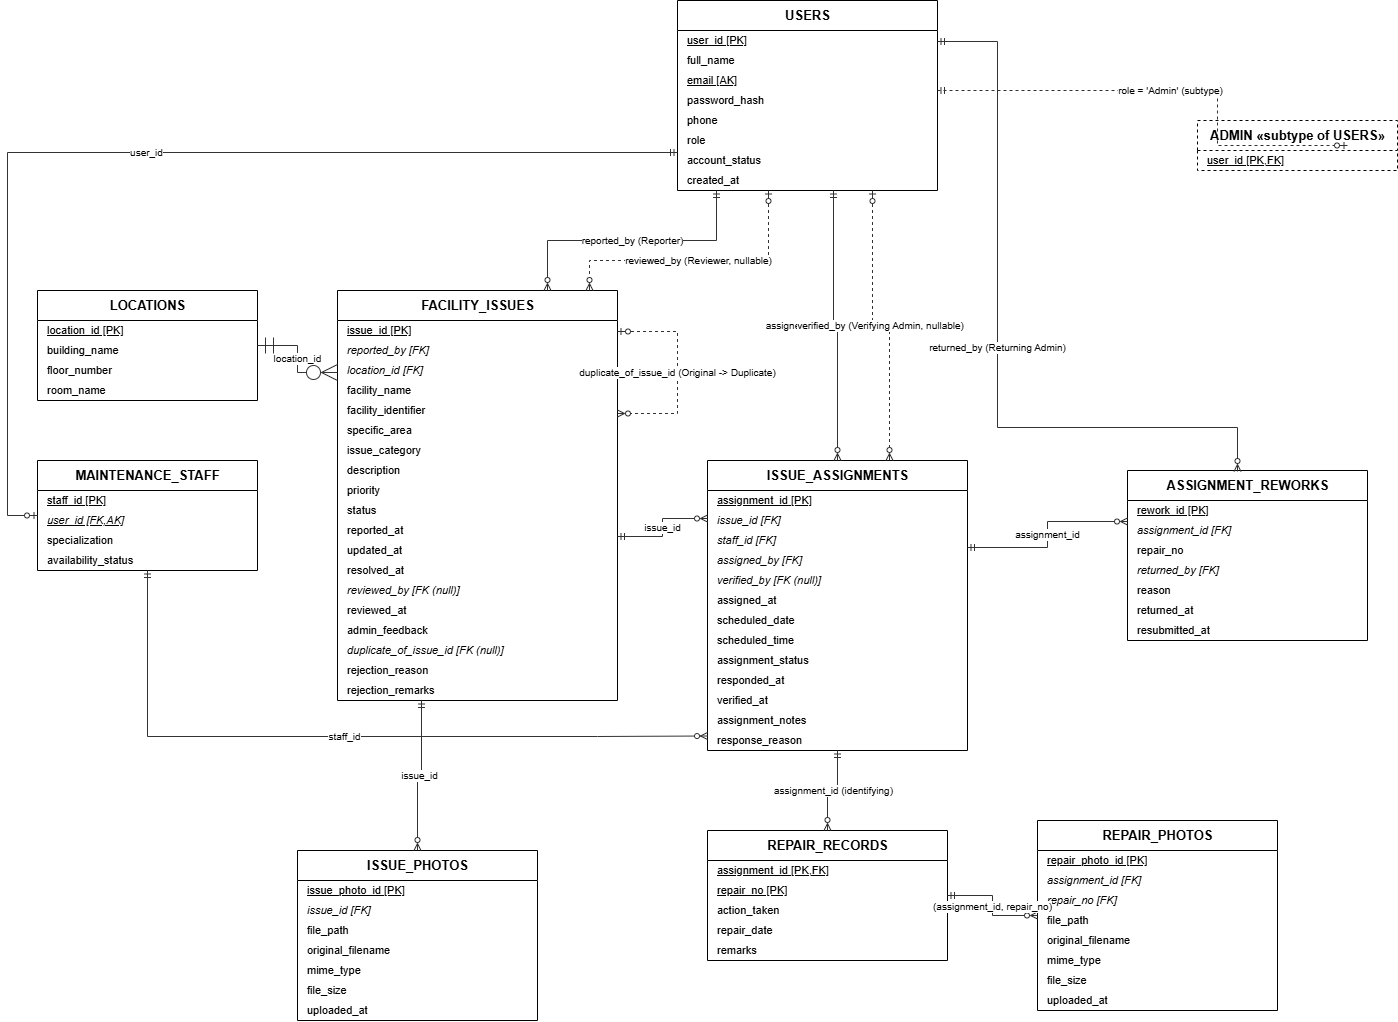 USERS
user_id [PK]
full_name
email [AK]
password_hash
phone
role
account_status
created_at
role = 'Admin' (subtype)
ADMIN «subtype of USERS»
user_id [PK,FK]
user_id
reported_by (Reporter)
reviewed_by (Reviewer, nullable)
LOCATIONS
location_id [PK]
building_name
floor_number
room_name
location_id
FACILITY_ISSUES
issue_id [PK]
reported_by [FK]
location_id [FK]
facility_name
facility_identifier
specific_area
issue_category
description
priority
status
reported_at
updated_at
resolved_at
reviewed_by [FK (null)]
reviewed_at
admin_feedback
duplicate_of_issue_id [FK (null)]
rejection_reason
rejection_remarks
duplicate_of_issue_id (Original -> Duplicate)
verified_by (Verifying Admin, nullable)
returned_by (Returning Admin)
MAINTENANCE_STAFF
staff_id [PK]
user_id [FK,AK]
specialization
availability_status
issue_id
ISSUE_ASSIGNMENTS
assignment_id [PK]
issue_id [FK]
staff_id [FK]
assigned_by [FK]
verified_by [FK (null)]
assigned_at
scheduled_date
scheduled_time
assignment_status
responded_at
verified_at
assignment_notes
response_reason
assignment_id
ASSIGNMENT_REWORKS
rework_id [PK]
assignment_id [FK]
repair_no
returned_by [FK]
reason
returned_at
resubmitted_at
staff_id
issue_id
assignment_id (identifying)
ISSUE_PHOTOS
issue_photo_id [PK]
issue_id [FK]
file_path
original_filename
mime_type
file_size
uploaded_at
REPAIR_RECORDS
assignment_id [PK,FK]
repair_no [PK]
action_taken
repair_date
remarks
(assignment_id, repair_no)
REPAIR_PHOTOS
repair_photo_id [PK]
assignment_id [FK]
repair_no [FK]
file_path
original_filename
mime_type
file_size
uploaded_at